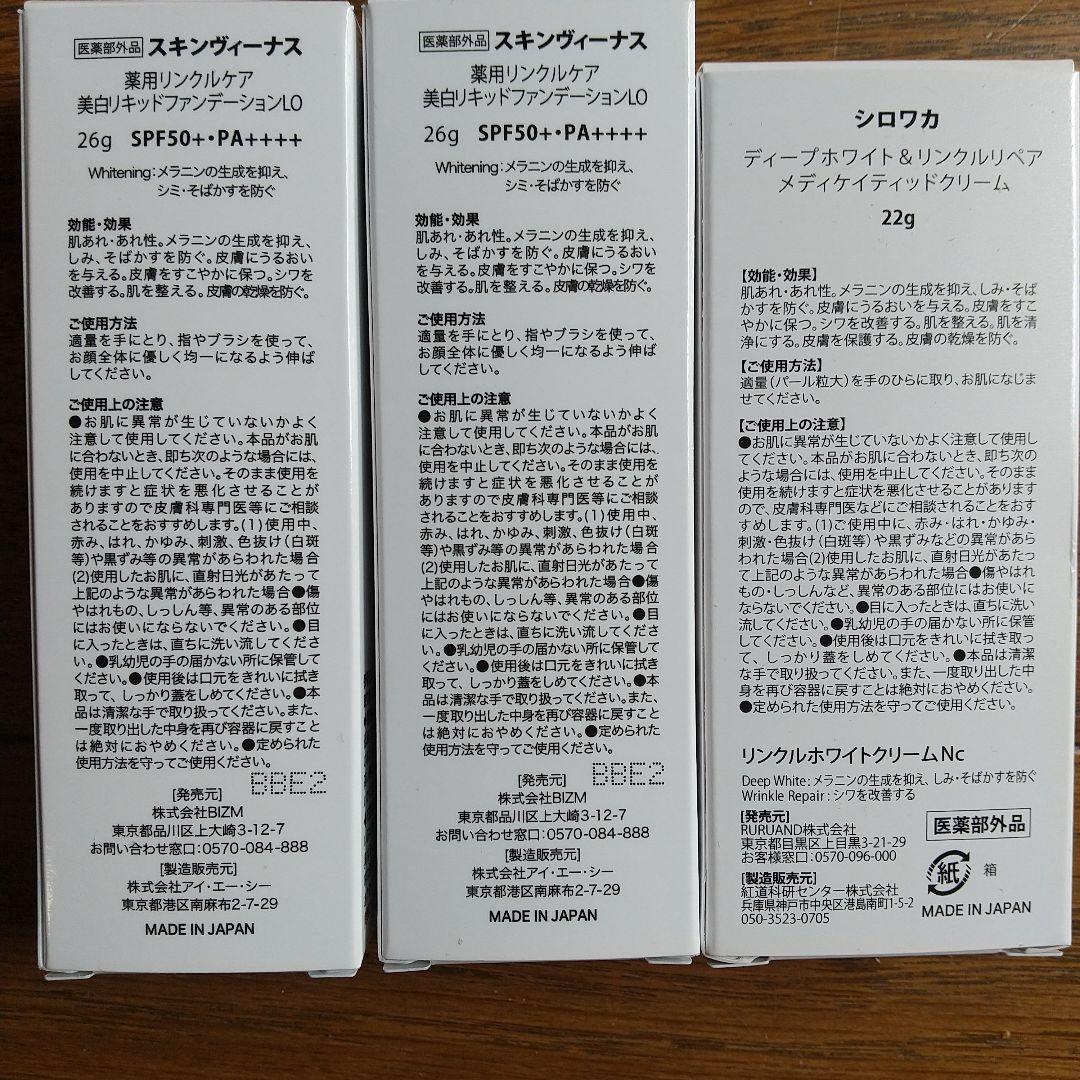 医薬部外品 スキンヴィーナス
薬用リンクルケア
美白リキッドファンデーションLO
26g SPF50+・PA++++
Whitening:メラニンの生成を抑え、
シミ・そばかすを防ぐ
効能・効果
肌あれ・あれ性。メラニンの生成を抑え、
しみ、そばかすを防ぐ。皮膚にうるおい
を与える。皮膚をすこやかに保つ。シワを
改善する。肌を整える。皮膚の乾燥を防ぐ。
ご使用方法
適量を手にとり、指やブラシを使って、
お顔全体に優しく均一になるよう伸ば
してください。
ご使用上の注意
●お肌に異常が生じていないかよく
注意して使用してください。本品がお肌
に合わないとき、即ち次のような場合には、
使用を中止してください。そのまま使用を
続けますと症状を悪化させることが
ありますので皮膚科専門医等にご相談
されることをおすすめします。(1)使用中、
赤み、はれ、かゆみ、刺激、色抜け(白斑
等)や黒ずみ等の異常があらわれた場合
(2)使用したお肌に、直射日光があたって
上記のような異常があらわれた場合●傷
やはれもの、しっしん等、異常のある部位
にはお使いにならないでください。●目
に入ったときは、直ちに洗い流してくださ
い。●乳幼児の手の届かない所に保管して
ください。●使用後は口元をきれいに拭き
取って、しっかり蓋をしめてください。●本
品は清潔な手で取り扱ってください。また、
一度取り出した中身を再び容器に戻すこと
は絶対におやめください。●定められた
使用方法を守ってご使用ください。
BBE2
[発売元]
株式会社BIZM
東京都品川区上大崎3-12-7
お問い合わせ窓口:0570-084-888
[製造販売元]
株式会社アイ・エー・シー
東京都港区南麻布2-7-29
MADE IN JAPAN
医薬部外品 スキンヴィーナス
薬用リンクルケア
美白リキッドファンデーションLO
26g SPF50+・PA++++
Whitening:メラニンの生成を抑え、
シミ・そばかすを防ぐ
効能・効果
肌あれ・あれ性。メラニンの生成を抑え、
しみ、そばかすを防ぐ。皮膚にうるおい
を与える。皮膚をすこやかに保つ。シワを
改善する。肌を整える。皮膚の乾燥を防ぐ。
ご使用方法
適量を手にとり、指やブラシを使って、
お顔全体に優しく均一になるよう伸ば
してください。
ご使用上の注意
●お肌に異常が生じていないかよく
注意して使用してください。本品がお肌
に合わないとき、即ち次のような場合には、
使用を中止してください。そのまま使用を
続けますと症状を悪化させることが
ありますので皮膚科専門医等にご相談
されることをおすすめします。(1)使用中、
赤み、はれ、かゆみ、刺激、色抜け(白斑
等)や黒ずみ等の異常があらわれた場合
(2)使用したお肌に、直射日光があたって
上記のような異常があらわれた場合●傷
やはれもの、しっしん等、異常のある部位
にはお使いにならないでください。●目
に入ったときは、直ちに洗い流してくださ
い。●乳幼児の手の届かない所に保管して
ください。●使用後は口元をきれいに拭き
取って、しっかり蓋をしめてください。●本
品は清潔な手で取り扱ってください。また、
一度取り出した中身を再び容器に戻すこと
は絶対におやめください。●定められた
使用方法を守ってご使用ください。
BBE2
[発売元]
株式会社BIZM
東京都品川区上大崎3-12-7
お問い合わせ窓口:0570-084-888
[製造販売元]
株式会社アイ・エー・シー
東京都港区南麻布2-7-29
MADE IN JAPAN
シロワカ
ディープホワイト&リンクルリペア
メディケイティッドクリーム
22g
【効能・効果】
肌あれ・あれ性。メラニンの生成を抑え、しみ・そば
かすを防ぐ。皮膚にうるおいを与える。皮膚をすこ
やかに保つ。シワを改善する。肌を整える。肌を清
浄にする。皮膚を保護する。皮膚の乾燥を防ぐ。
【ご使用方法】
適量(パール粒大)を手のひらに取り、お肌になじま
せてください。
【ご使用上の注意】
●お肌に異常が生じていないかよく注意して使用し
てください。本品がお肌に合わないとき、即ち次の
ような場合には、使用を中止してください。そのまま
使用を続けますと症状を悪化させることがあります
ので、皮膚科専門医などにご相談されることをおすす
めします。(1)ご使用中に、赤み・はれ・かゆみ・
刺激・色抜け(白斑等)や黒ずみなどの異常があら
われた場合(2)使用したお肌に、直射日光があたっ
て上記のような異常があらわれた場合●傷やはれ
もの・しっしんなど、異常のある部位にはお使いに
ならないでください。●目に入ったときは、直ちに洗い
流してください。●乳幼児の手の届かない所に保管
してください。●使用後は口元をきれいに拭き取っ
て、しっかり蓋をしめてください。●本品は清潔
な手で取り扱ってください。また、一度取り出した中
身を再び容器に戻すことは絶対におやめください。
●定められた使用方法を守ってご使用ください。
リンクルホワイトクリームNc
Deep White:メラニンの生成を抑え、しみ・そばかすを防ぐ
Wrinkle Repair:シワを改善する
[発売元]
RURUAND株式会社
東京都目黒区上目黒3-21-29
お客様窓口:0570-096-000
[製造販売元]
紅道科研センター株式会社
兵庫県神戸市中央区港島南町1-5-2
050-3523-0705
医薬部外品
紙 箱
MADE IN JAPAN